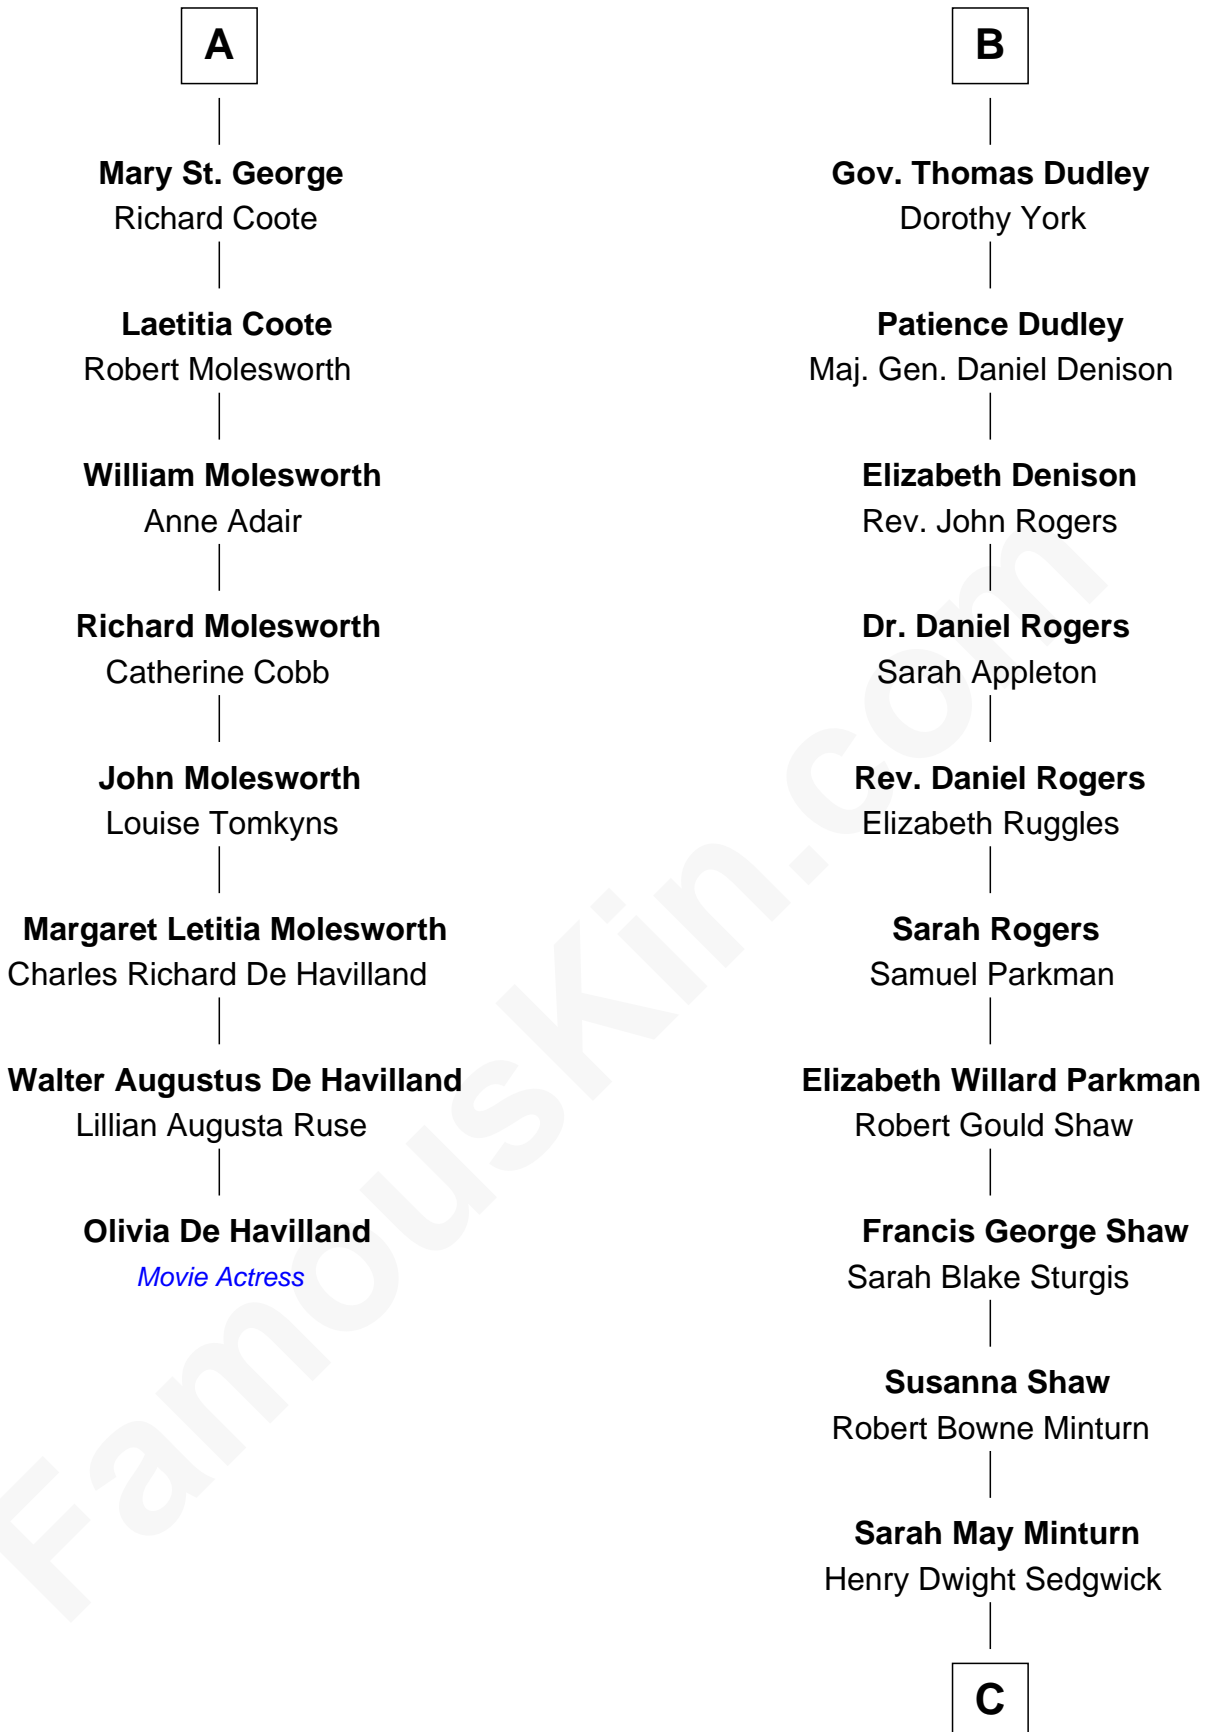 A
Mary St. George
Richard Coote
Laetitia Coote
Robert Molesworth
William Molesworth
Anne Adair
Richard Molesworth
Catherine Cobb
John Molesworth
Louise Tomkyns
Margaret Letitia Molesworth
Charles Richard De Havilland
Walter Augustus De Havilland
Lillian Augusta Ruse
Olivia De Havilland
Movie Actress
B
Gov. Thomas Dudley
Dorothy York
Patience Dudley
Maj. Gen. Daniel Denison
Elizabeth Denison
Rev. John Rogers
Dr. Daniel Rogers
Sarah Appleton
Rev. Daniel Rogers
Elizabeth Ruggles
Sarah Rogers
Samuel Parkman
Elizabeth Willard Parkman
Robert Gould Shaw
Francis George Shaw
Sarah Blake Sturgis
Susanna Shaw
Robert Bowne Minturn
Sarah May Minturn
Henry Dwight Sedgwick
C
FamousKin.com